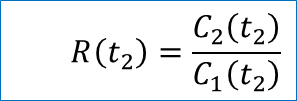 R(t₂) = C₂(t₂) / C₁(t₂)